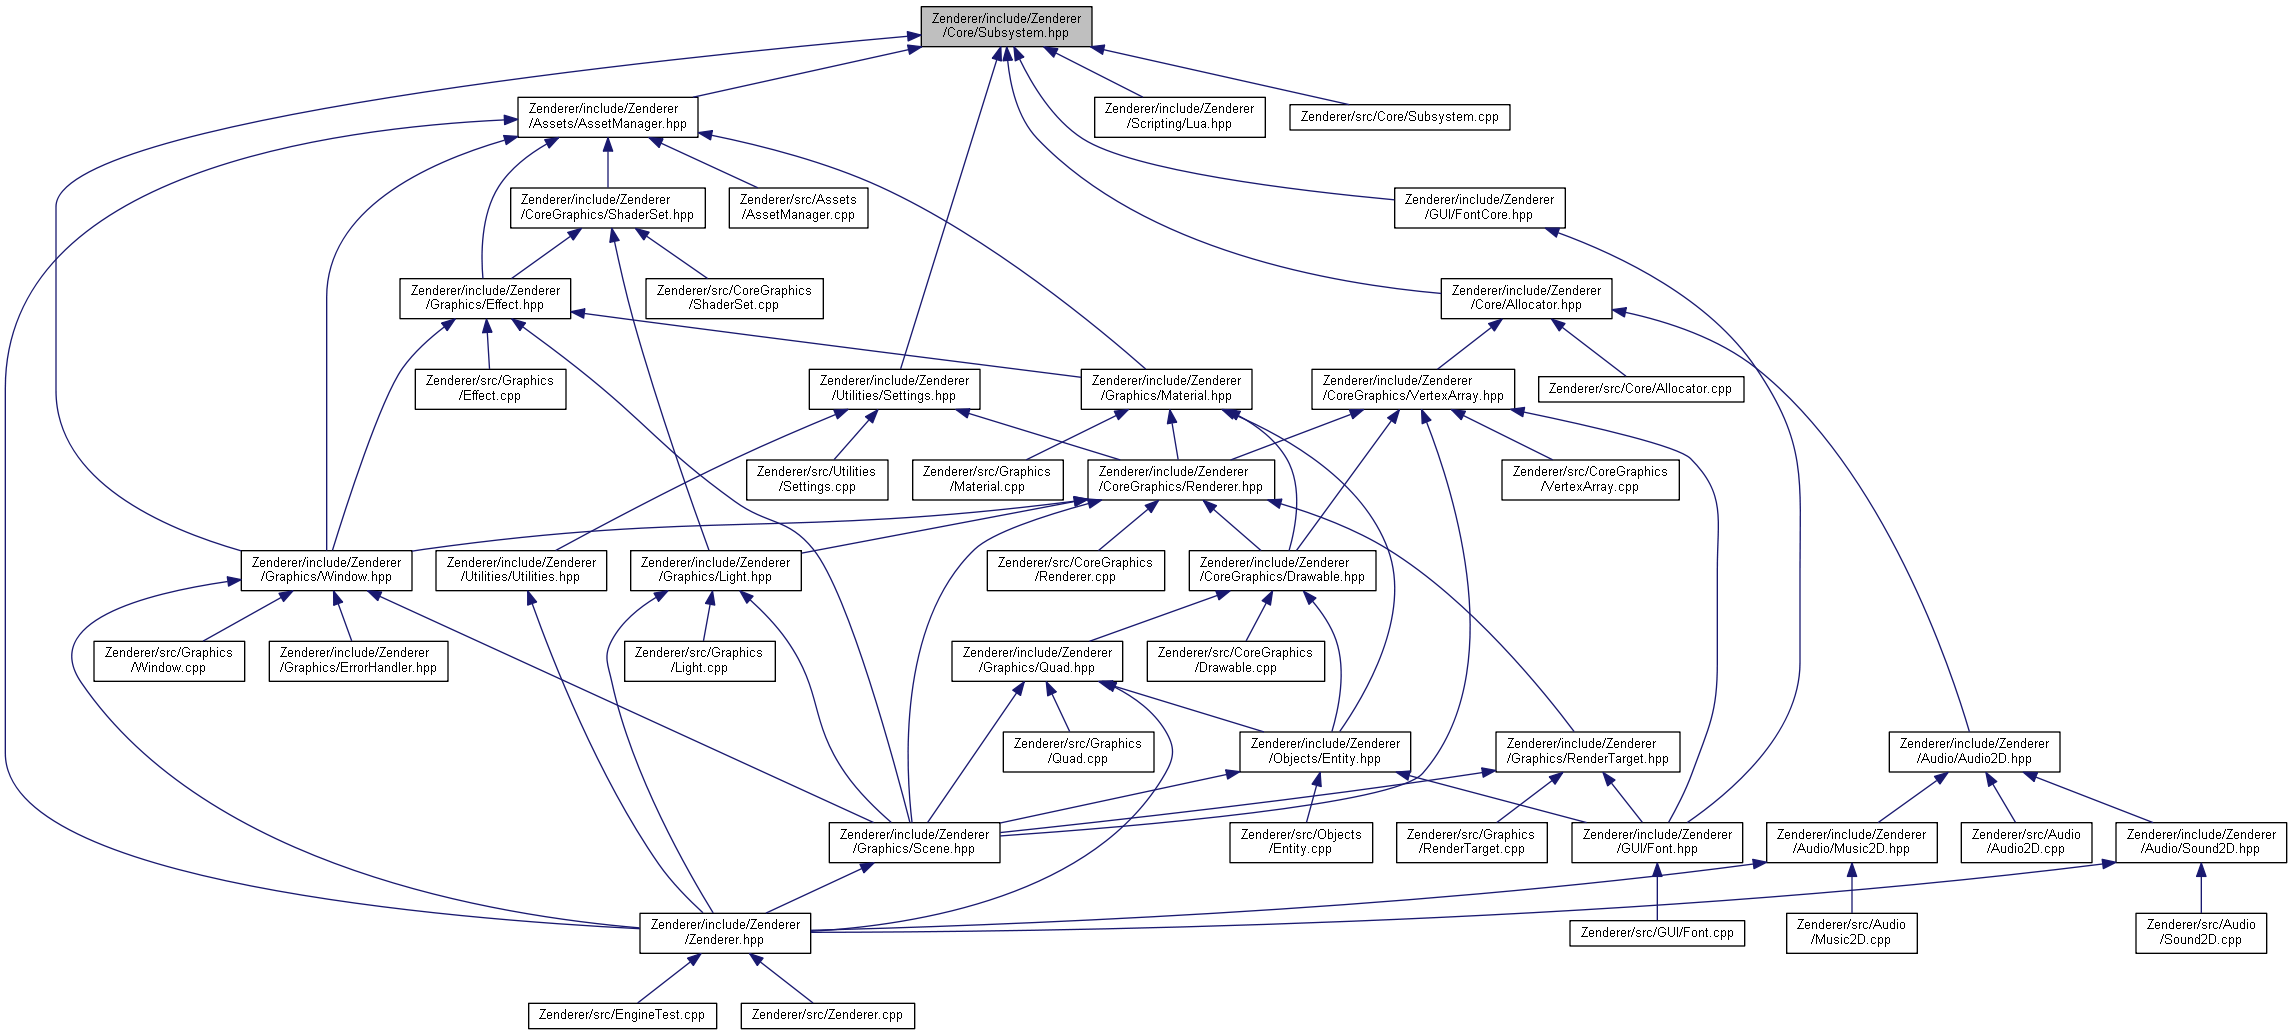 Zenderer/include/Zenderer
/Core/Subsystem.hpp
Zenderer/include/Zenderer
/Assets/AssetManager.hpp
Zenderer/include/Zenderer
/Scripting/Lua.hpp
Zenderer/src/Core/Subsystem.cpp
Zenderer/include/Zenderer
/CoreGraphics/ShaderSet.hpp
Zenderer/src/Assets
/AssetManager.cpp
Zenderer/include/Zenderer
/GUI/FontCore.hpp
Zenderer/include/Zenderer
/Graphics/Effect.hpp
Zenderer/src/CoreGraphics
/ShaderSet.cpp
Zenderer/include/Zenderer
/Core/Allocator.hpp
Zenderer/src/Graphics
/Effect.cpp
Zenderer/include/Zenderer
/Utilities/Settings.hpp
Zenderer/include/Zenderer
/Graphics/Material.hpp
Zenderer/include/Zenderer
/CoreGraphics/VertexArray.hpp
Zenderer/src/Core/Allocator.cpp
Zenderer/src/Utilities
/Settings.cpp
Zenderer/src/Graphics
/Material.cpp
Zenderer/include/Zenderer
/CoreGraphics/Renderer.hpp
Zenderer/src/CoreGraphics
/VertexArray.cpp
Zenderer/include/Zenderer
/Graphics/Window.hpp
Zenderer/include/Zenderer
/Utilities/Utilities.hpp
Zenderer/include/Zenderer
/Graphics/Light.hpp
Zenderer/src/CoreGraphics
/Renderer.cpp
Zenderer/include/Zenderer
/CoreGraphics/Drawable.hpp
Zenderer/src/Graphics
/Window.cpp
Zenderer/include/Zenderer
/Graphics/ErrorHandler.hpp
Zenderer/src/Graphics
/Light.cpp
Zenderer/include/Zenderer
/Graphics/Quad.hpp
Zenderer/src/CoreGraphics
/Drawable.cpp
Zenderer/src/Graphics
/Quad.cpp
Zenderer/include/Zenderer
/Objects/Entity.hpp
Zenderer/include/Zenderer
/Graphics/RenderTarget.hpp
Zenderer/include/Zenderer
/Audio/Audio2D.hpp
Zenderer/include/Zenderer
/Graphics/Scene.hpp
Zenderer/src/Objects
/Entity.cpp
Zenderer/src/Graphics
/RenderTarget.cpp
Zenderer/include/Zenderer
/GUI/Font.hpp
Zenderer/include/Zenderer
/Audio/Music2D.hpp
Zenderer/src/Audio
/Audio2D.cpp
Zenderer/include/Zenderer
/Audio/Sound2D.hpp
Zenderer/include/Zenderer
/Zenderer.hpp
Zenderer/src/GUI/Font.cpp
Zenderer/src/Audio
/Music2D.cpp
Zenderer/src/Audio
/Sound2D.cpp
Zenderer/src/EngineTest.cpp
Zenderer/src/Zenderer.cpp